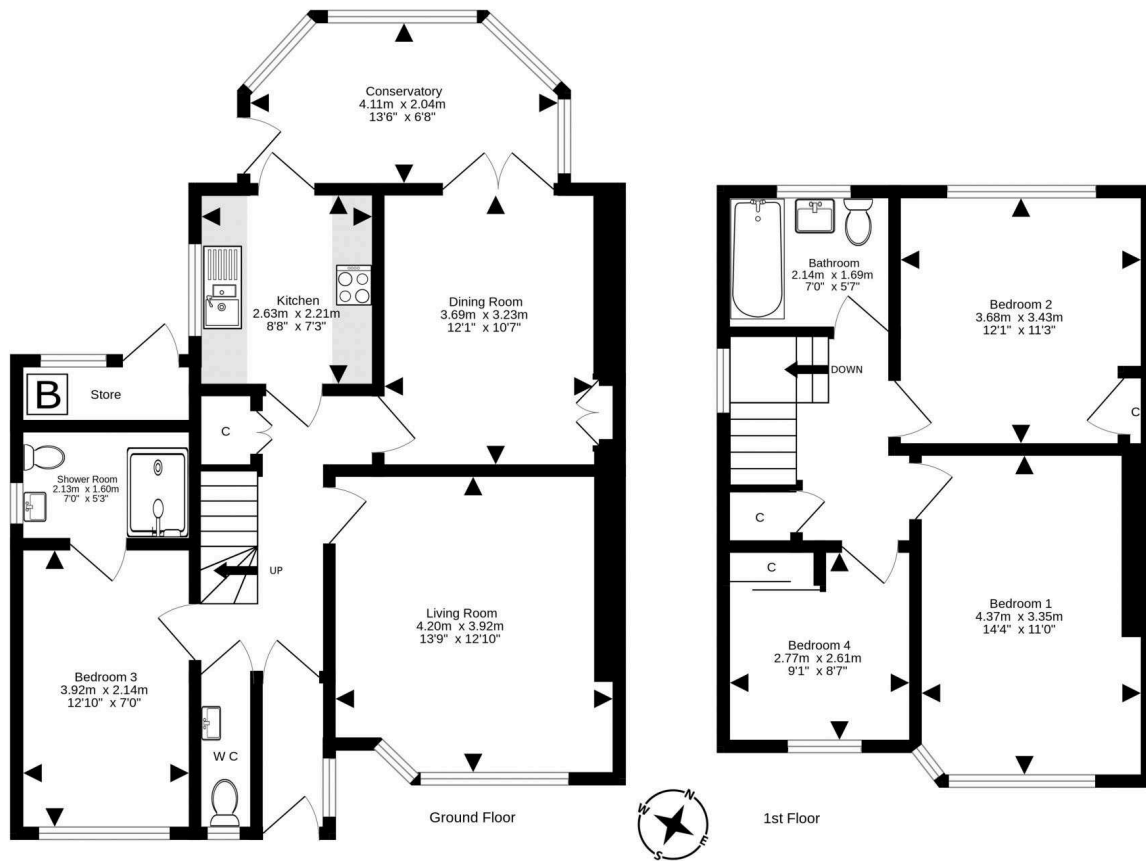 Conservatory
4.11m x 2.04m
13'6" x 6'8"
Kitchen
2.63m x 2.21m
8'8" x 7'3"
Dining Room
3.69m x 3.23m
12'1" x 10'7"
B
Store
C
Shower Room
2.13m x 1.60m
7'0" x 5'3"
UP
Living Room
4.20m x 3.92m
13'9" x 12'10"
Bedroom 3
3.92m x 2.14m
12'10" x 7'0"
W C
Ground Floor
N
W
E
S
Bathroom
2.14m x 1.69m
7'0" x 5'7"
Bedroom 2
3.68m x 3.43m
12'1" x 11'3"
DOWN
C
C
C
Bedroom 1
4.37m x 3.35m
14'4" x 11'0"
Bedroom 4
2.77m x 2.61m
9'1" x 8'7"
1st Floor